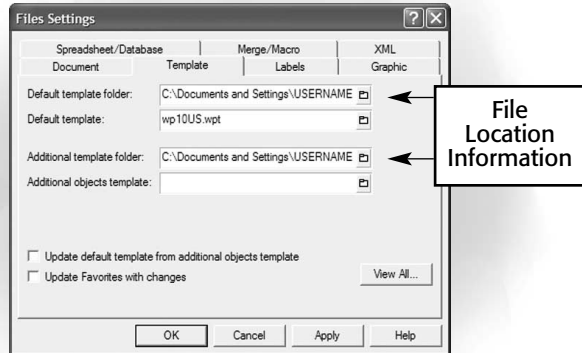 Files Settings
Spreadsheet/Database
Merge/Macro
XML
Document
Template
Labels
Graphic
Default template folder:
C:\Documents and Settings\USERNAME
Default template:
wp10US.wpt
Additional template folder:
C:\Documents and Settings\USERNAME
Additional objects template:
Update default template from additional objects template
Update Favorites with changes
View All...
OK
Cancel
Apply
Help
File
Location
Information